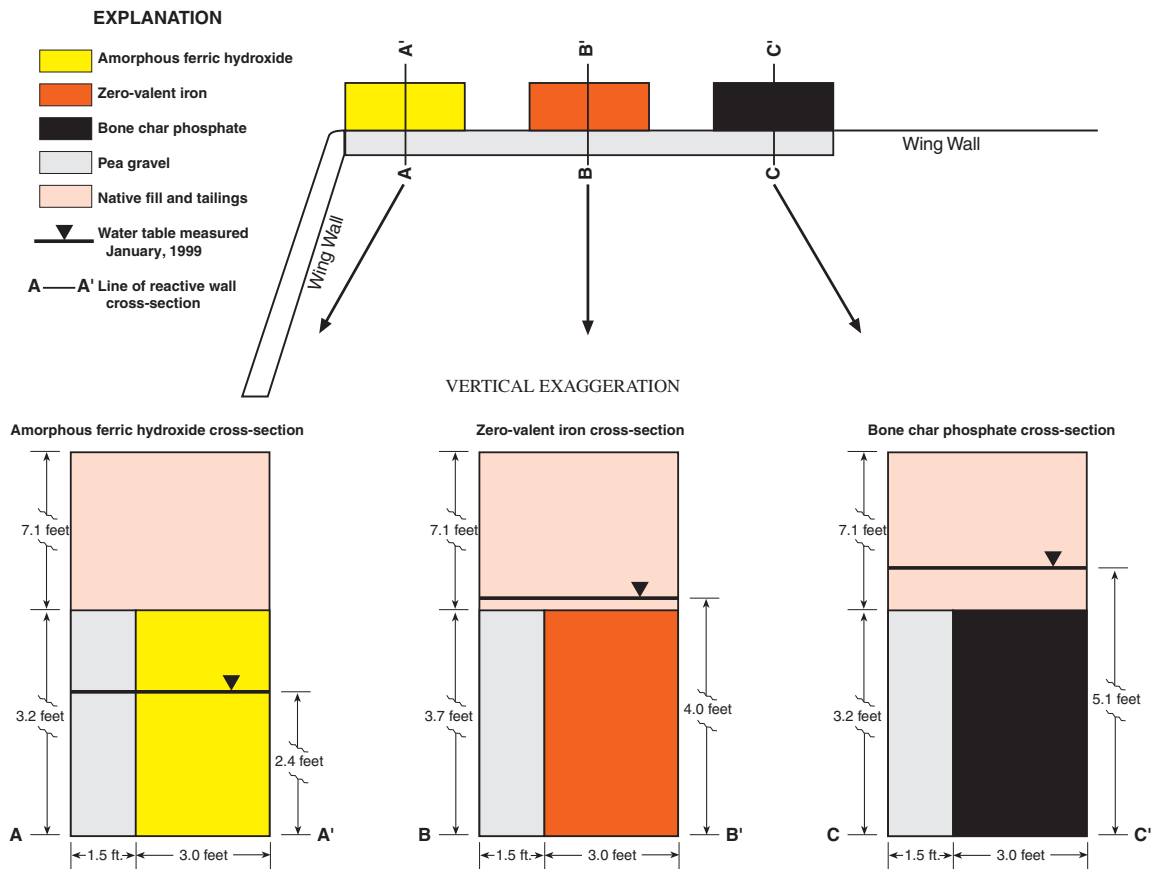 EXPLANATION
Amorphous ferric hydroxide
Zero-valent iron
Bone char phosphate
Pea gravel
Native fill and tailings
Water table measured
January, 1999
A A' Line of reactive wall
cross-section
A' B' C'
Wing Wall
A B C
Wing Wall
VERTICAL EXAGGERATION
Amorphous ferric hydroxide cross-section
7.1 feet
3.2 feet
2.4 feet
A A'
1.5 ft. 3.0 feet
Zero-valent iron cross-section
7.1 feet
3.7 feet
4.0 feet
B B'
1.5 ft. 3.0 feet
Bone char phosphate cross-section
7.1 feet
3.2 feet
5.1 feet
C C'
1.5 ft. 3.0 feet